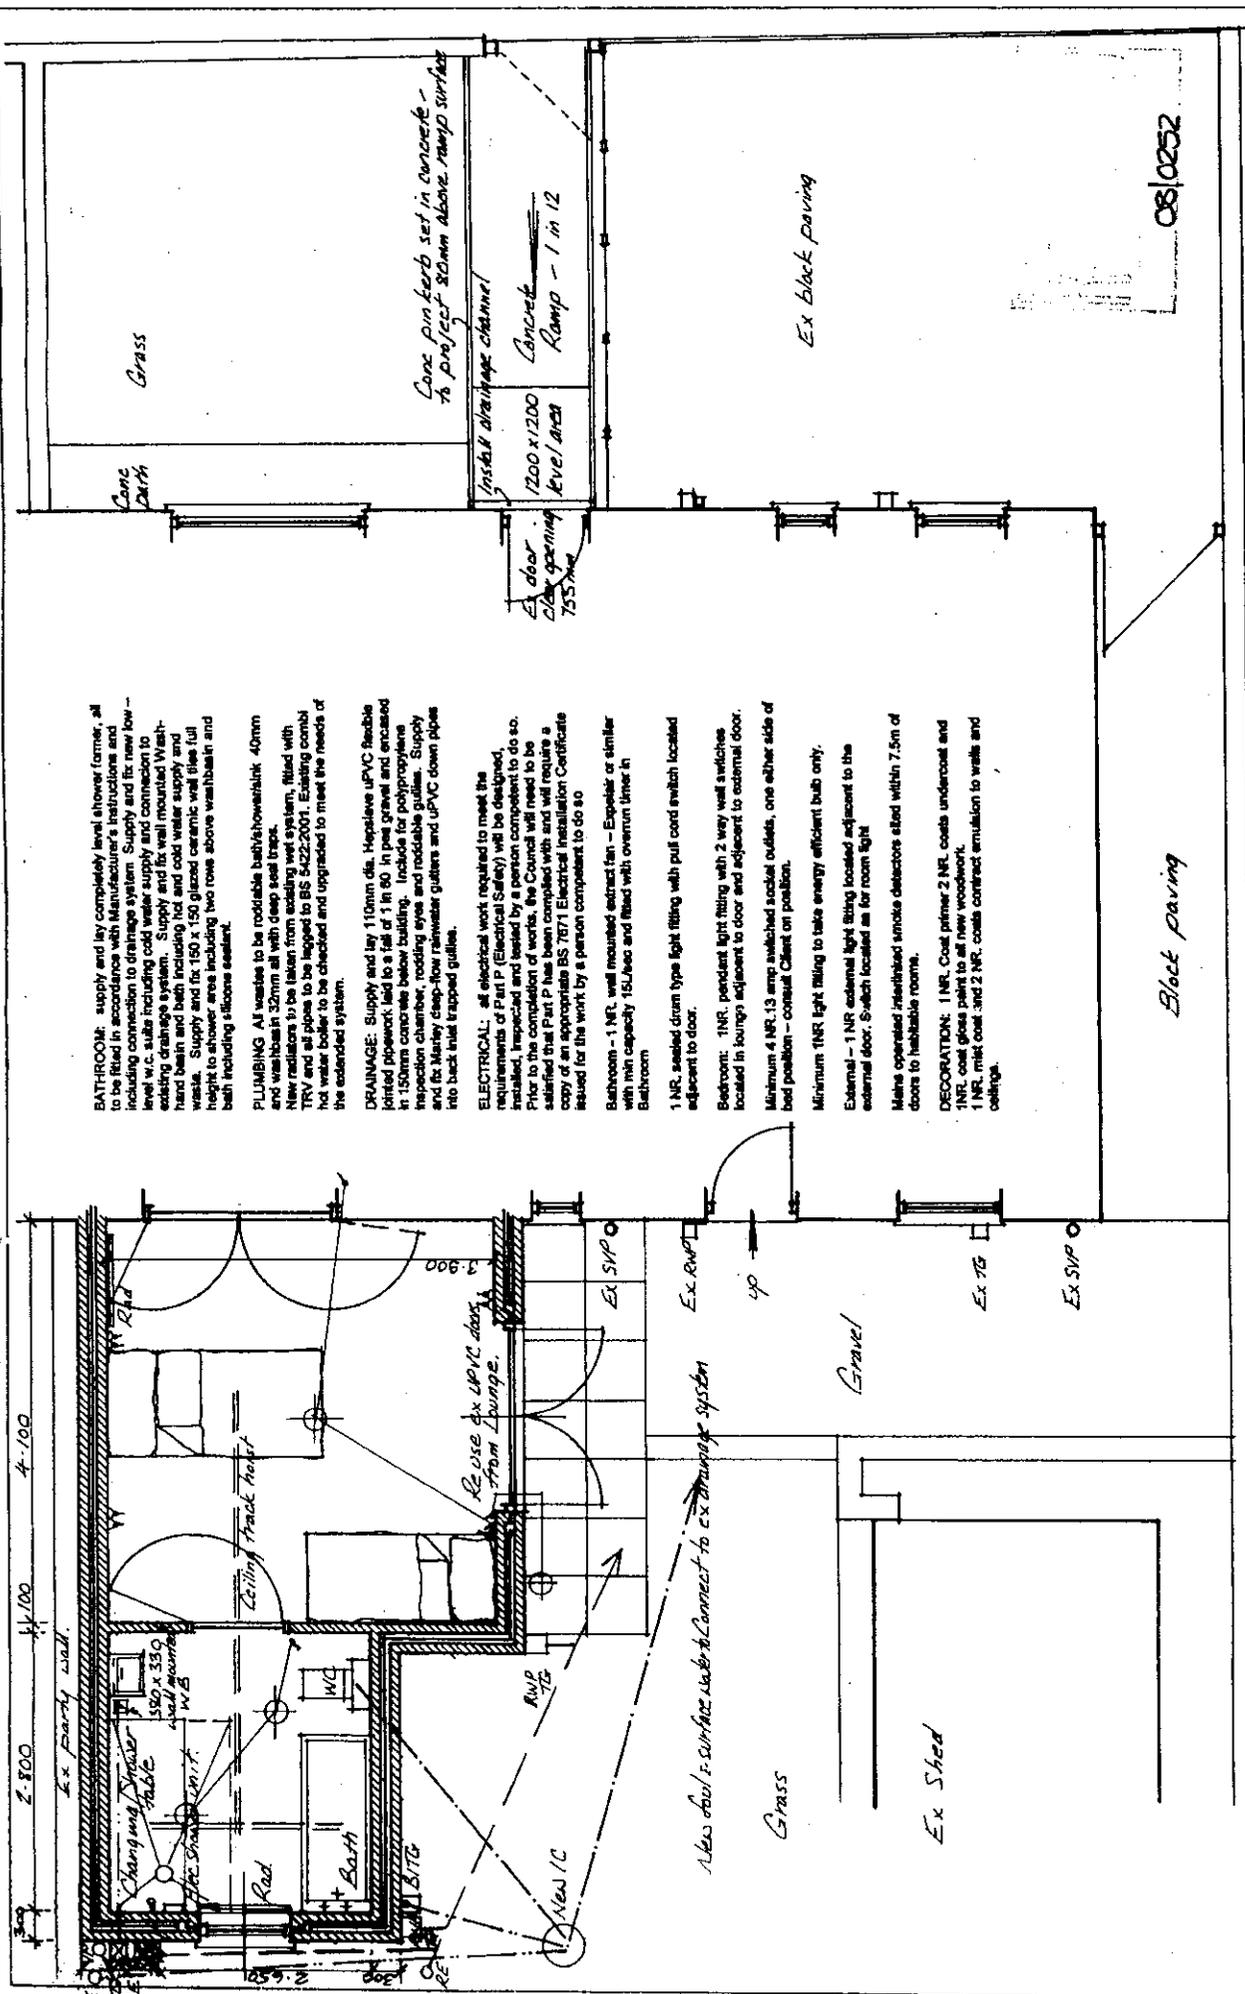 Grass
Conc pin kerb set in concrete -
to project 80mm above ramp surface
Conc
path
Install drainage channel
1200 x 1200
level area
Concrete
Ramp - 1 in 12
Ex door
clear opening
755 mm
Ex block paving
08/0252
BATHROOM: supply and lay completely level shower former, all
to be fitted in accordance with Manufacturer's instructions and
including connection to drainage system. Supply and fix new low –
level w.c. suite including cold water supply and connecion to
existing drainage system. Supply and fix wall mounted Wash-
hand basin and bath including hot and cold water supply and
waste. Supply and fix 150 x 150 glazed ceramic wall tiles full
height to shower area including two rows above washbasin and
bath including silicone sealant.
PLUMBING All wastes to be roddable bath/shower/sink 40mm
and washbasin 32mm all with deep seal traps.
New radiators to be taken from existing wet system, fitted with
TRV and all pipes to be lagged to BS 5422:2001. Existing combi
hot water boiler to be checked and upgraded to meet the needs of
the extended system.
DRAINAGE: Supply and lay 110mm dia. Hepsleve uPVC flexible
jointed pipework laid to a fall of 1 in 60 in pea gravel and encased
in 150mm concrete below building. Include for polypropylene
inspection chamber, rodding eyes and roddable gullies. Supply
and fix Marley deep-flow rainwater gutters and uPVC down pipes
into back inlet trapped gullies.
ELECTRICAL: all electrical work required to meet the
requirements of Part P (Electrical Safety) will be designed,
installed, inspected and tested by a person competent to do so.
Prior to the completion of works, the Council will need to be
satisfied that Part P has been complied with and will require a
copy of an appropriate BS 7671 Electrical Installation Certificate
issued for the work by a person competent to do so
Bathroom – 1 NR. wall mounted extract fan – Expelair or similar
with min capacity 15L/sec and fitted with overrun timer in
Bathroom
1 NR. sealed drum type light fitting with pull cord switch located
adjacent to door.
Bedroom: 1NR. pendant light fitting with 2 way wall switches
located in lounge adjacent to door and adjacent to external door.
Minimum 4 NR.13 amp switched socket outlets, one either side of
bed position – consult Client on position.
Minimum 1NR light fitting to take energy efficient bulb only.
External – 1 NR external light fitting located adjacent to the
external door. Switch located as for room light
Mains operated interlinked smoke detectors sited within 7.5m of
doors to habitable rooms.
DECORATION: 1 NR. Coat primer 2 NR. coats undercoat and
1NR. coat gloss paint to all new woodwork.
1 NR. mist coat and 2 NR. coats contract emulsion to walls and
ceilings.
Block paving
300
2·800
100
4·100
Ex party wall.
Rad
3·900
Re use ex UPVC doors
from Lounge.
Ceiling track hoist
380 x 330
wall mounted
WB
WC
Changing/Shower
table
Elec shower unit.
Rad
Bath
BITG
RWP
TG
RE
2·650
300
New IC
Ex SVP
Ex RWP
up
Ex TG
Ex SVP
Gravel
New foul & surface water Connect to ex drainage system
Grass
Ex Shed